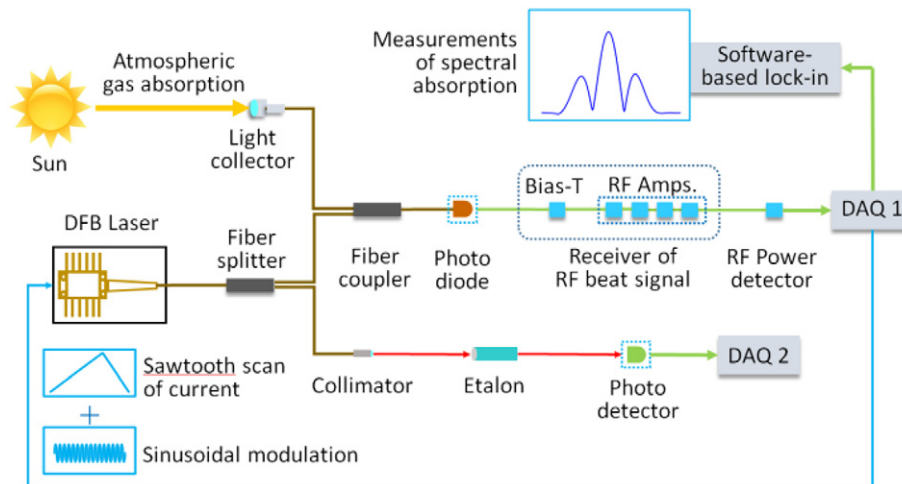 Measurements
of spectral
absorption
Software-
based lock-in
Atmospheric
gas absorption
Sun
Light
collector
Bias-T
RF Amps.
DAQ 1
DFB Laser
Fiber
splitter
Fiber
coupler
Photo
diode
Receiver of
RF beat signal
RF Power
detector
Sawtooth scan
of current
+
Sinusoidal modulation
Collimator
Etalon
Photo
detector
DAQ 2